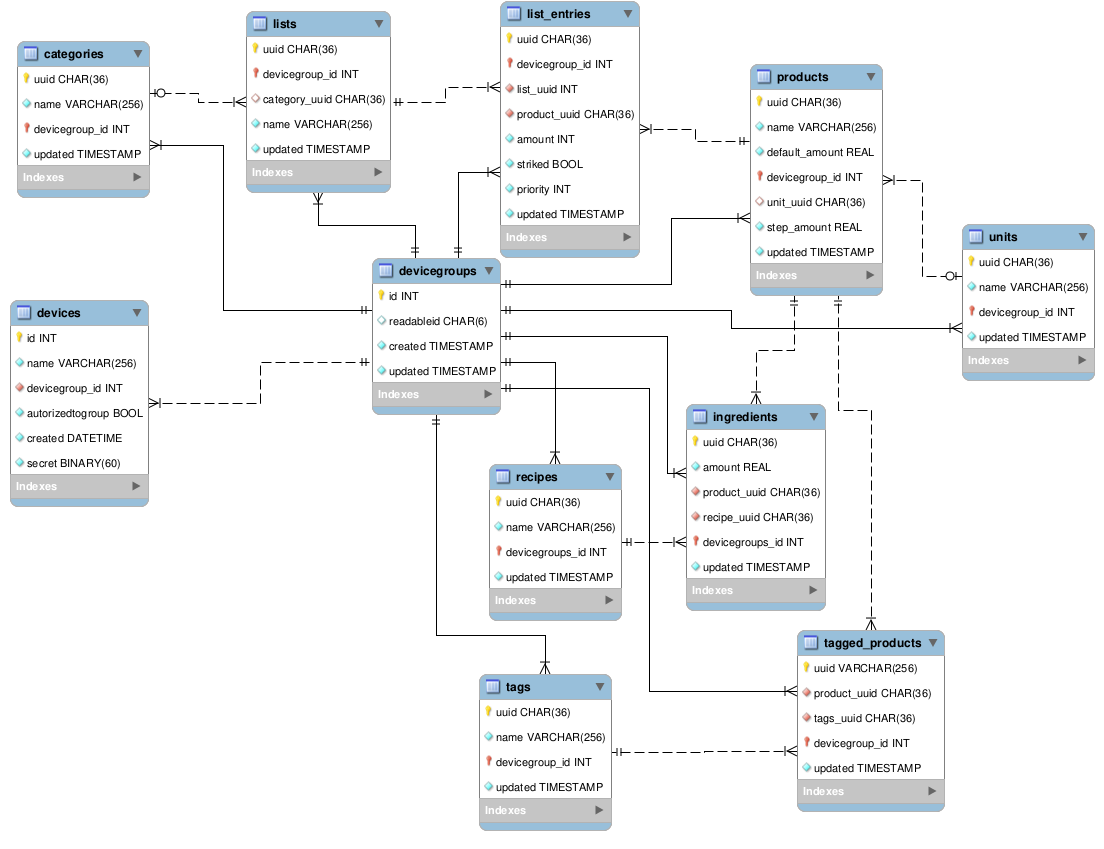 categories
uuid CHAR(36)
name VARCHAR(256)
devicegroup_id INT
updated TIMESTAMP
Indexes
lists
uuid CHAR(36)
devicegroup_id INT
category_uuid CHAR(36)
name VARCHAR(256)
updated TIMESTAMP
Indexes
list_entries
uuid CHAR(36)
devicegroup_id INT
list_uuid INT
product_uuid CHAR(36)
amount INT
striked BOOL
priority INT
updated TIMESTAMP
Indexes
products
uuid CHAR(36)
name VARCHAR(256)
default_amount REAL
devicegroup_id INT
unit_uuid CHAR(36)
step_amount REAL
updated TIMESTAMP
Indexes
units
uuid CHAR(36)
name VARCHAR(256)
devicegroup_id INT
updated TIMESTAMP
Indexes
devicegroups
id INT
readableid CHAR(6)
created TIMESTAMP
updated TIMESTAMP
Indexes
devices
id INT
name VARCHAR(256)
devicegroup_id INT
autorizedtogroup BOOL
created DATETIME
secret BINARY(60)
Indexes
recipes
uuid CHAR(36)
name VARCHAR(256)
devicegroups_id INT
updated TIMESTAMP
Indexes
ingredients
uuid CHAR(36)
amount REAL
product_uuid CHAR(36)
recipe_uuid CHAR(36)
devicegroups_id INT
updated TIMESTAMP
Indexes
tags
uuid CHAR(36)
name VARCHAR(256)
devicegroup_id INT
updated TIMESTAMP
Indexes
tagged_products
uuid VARCHAR(256)
product_uuid CHAR(36)
tags_uuid CHAR(36)
devicegroup_id INT
updated TIMESTAMP
Indexes